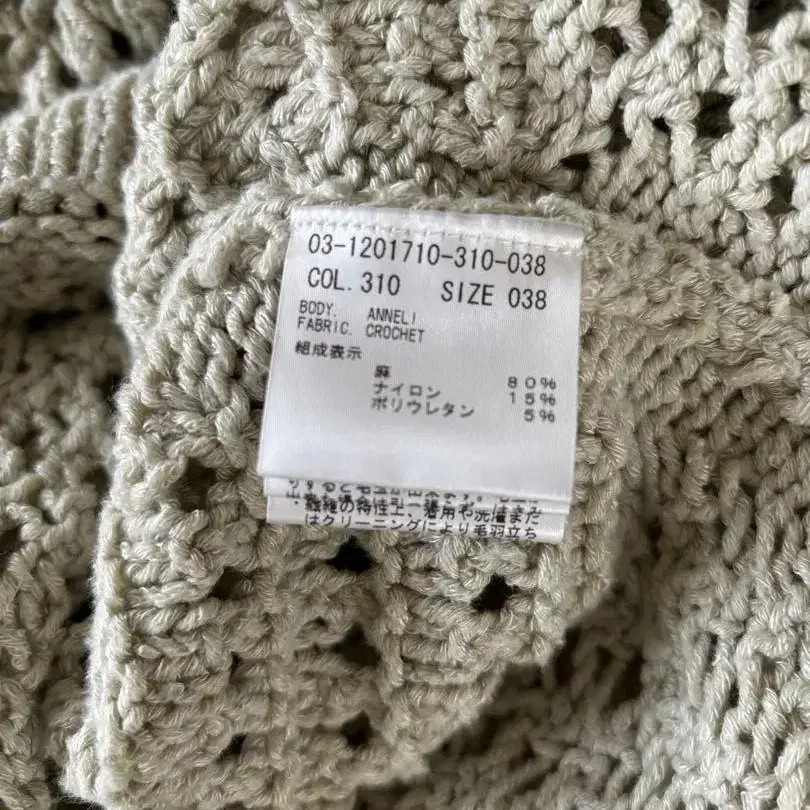 03-1201710-310-038
COL. 310 SIZE 038
BODY. ANNELI
FABRIC. CROCHET
組成表示
麻 80%
ナイロン 15%
ポリウレタン 5%
・繊維の特性上、着用や洗濯また
はクリーニングにより毛羽立ち